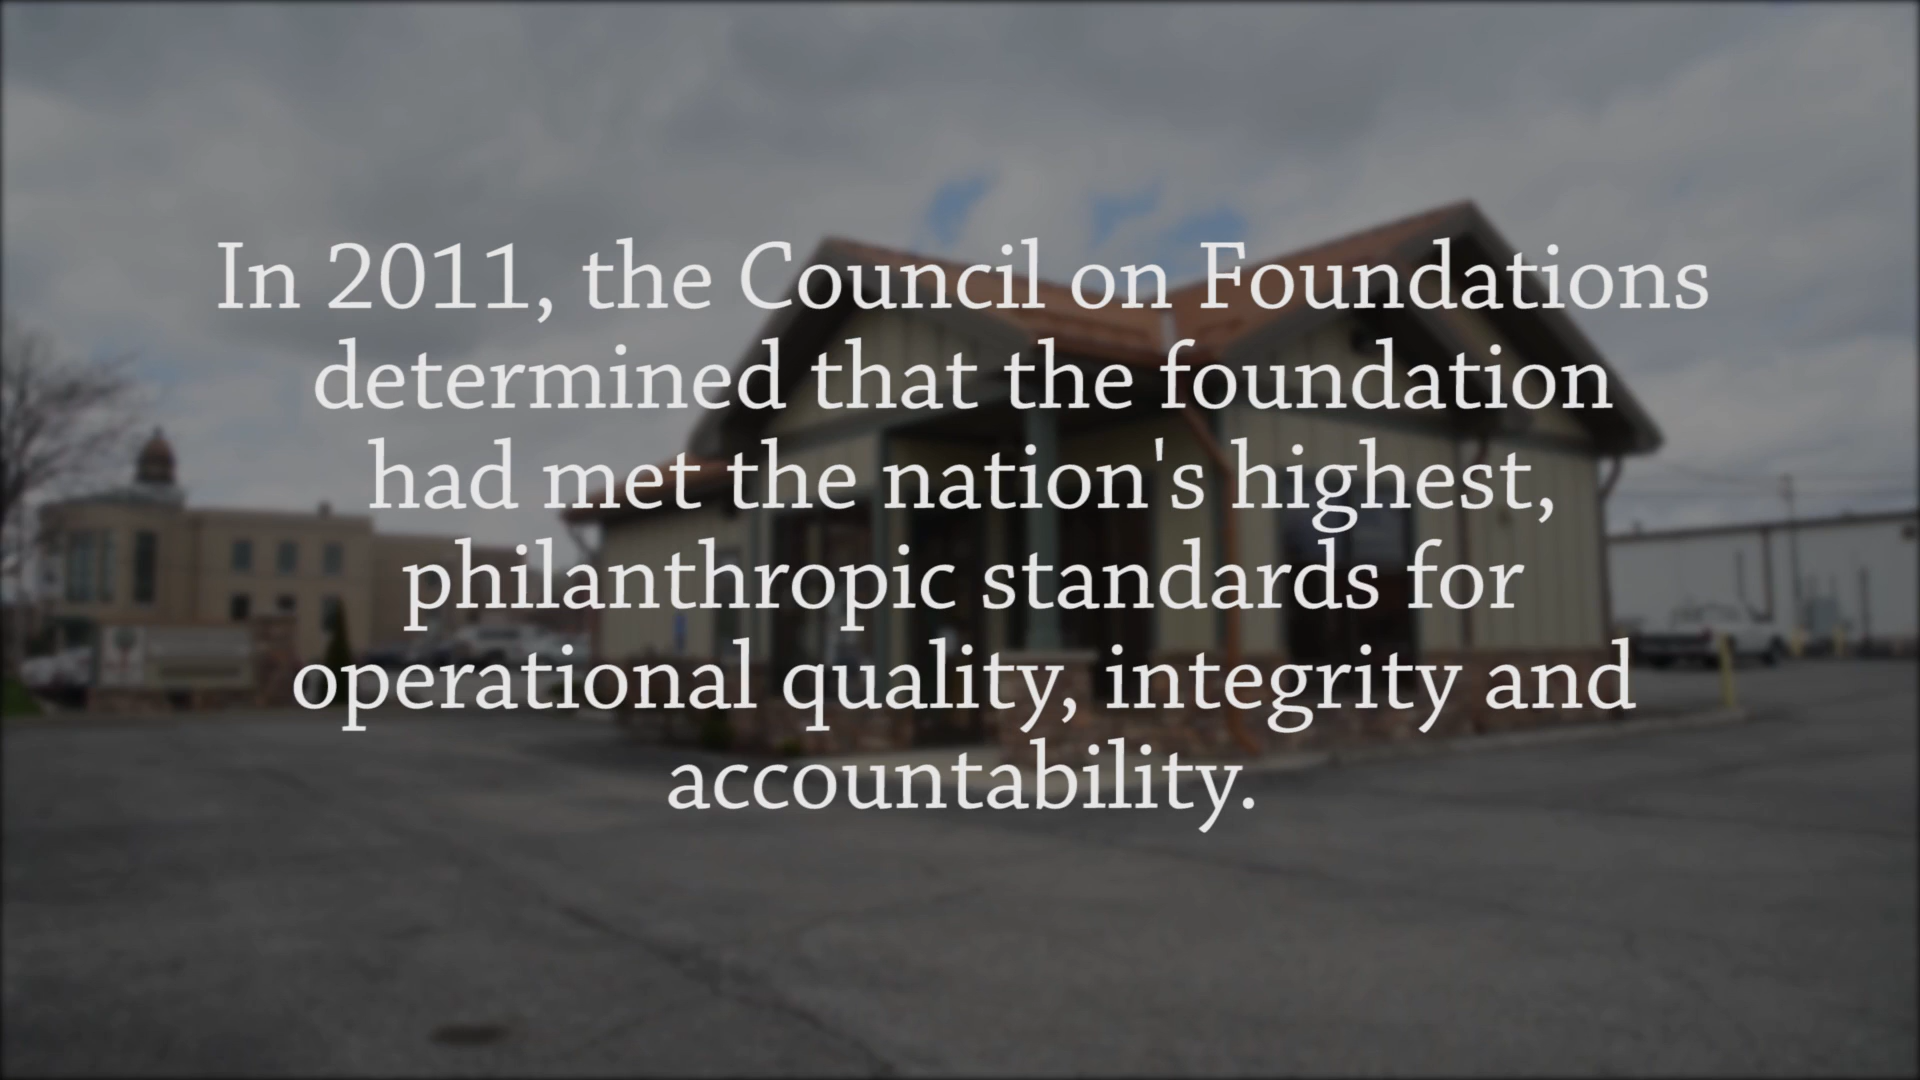 In 2011, the Council on Foundations
determined that the foundation
had met the nation's highest,
philanthropic standards for
operational quality, integrity and
accountability.